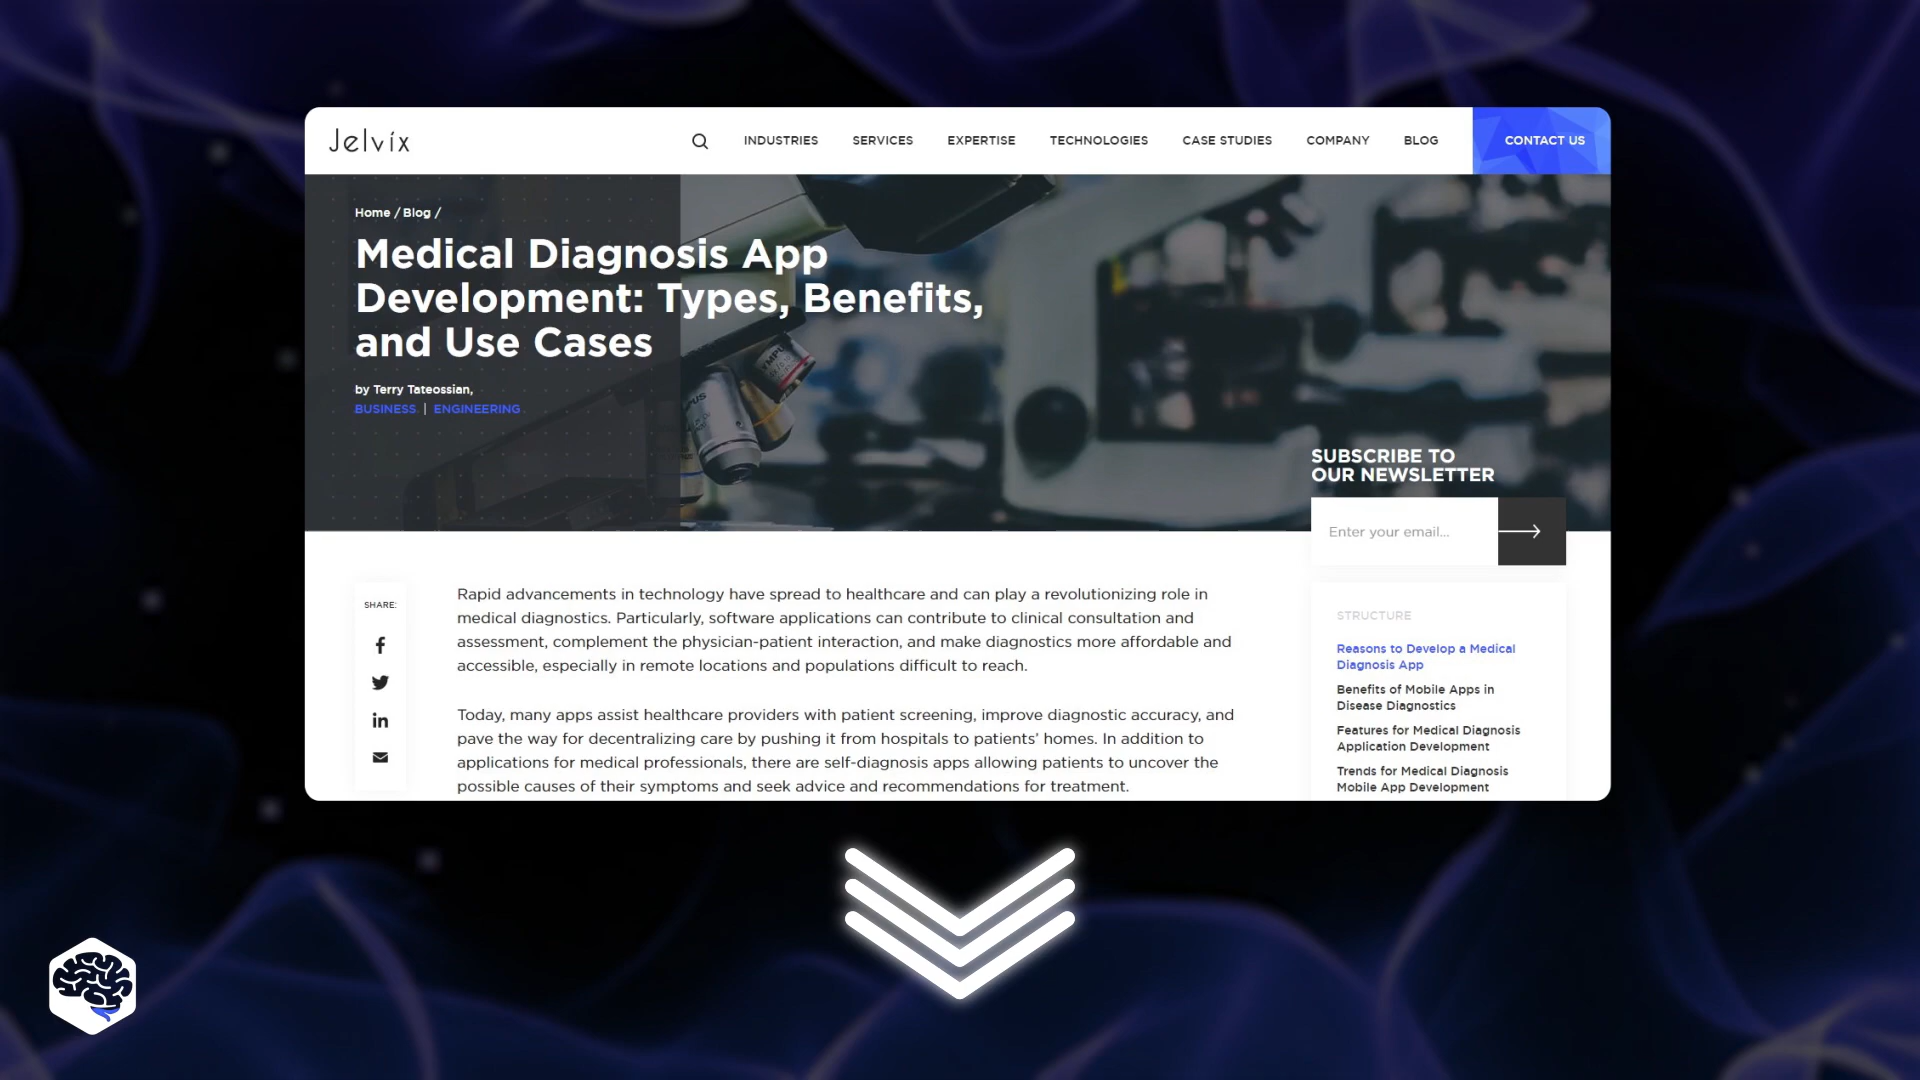 Jelvix
INDUSTRIES
SERVICES
EXPERTISE
TECHNOLOGIES
CASE STUDIES
COMPANY
BLOG
CONTACT US
Home / Blog /
Medical Diagnosis App
Development: Types, Benefits,
and Use Cases
by Terry Tateossian,
BUSINESS | ENGINEERING
SUBSCRIBE TO
OUR NEWSLETTER
Enter your email...
SHARE:
Rapid advancements in technology have spread to healthcare and can play a revolutionizing role in
medical diagnostics. Particularly, software applications can contribute to clinical consultation and
assessment, complement the physician-patient interaction, and make diagnostics more affordable and
accessible, especially in remote locations and populations difficult to reach.
Today, many apps assist healthcare providers with patient screening, improve diagnostic accuracy, and
pave the way for decentralizing care by pushing it from hospitals to patients' homes. In addition to
applications for medical professionals, there are self-diagnosis apps allowing patients to uncover the
possible causes of their symptoms and seek advice and recommendations for treatment.
STRUCTURE
Reasons to Develop a Medical
Diagnosis App
Benefits of Mobile Apps in
Disease Diagnostics
Features for Medical Diagnosis
Application Development
Trends for Medical Diagnosis
Mobile App Development